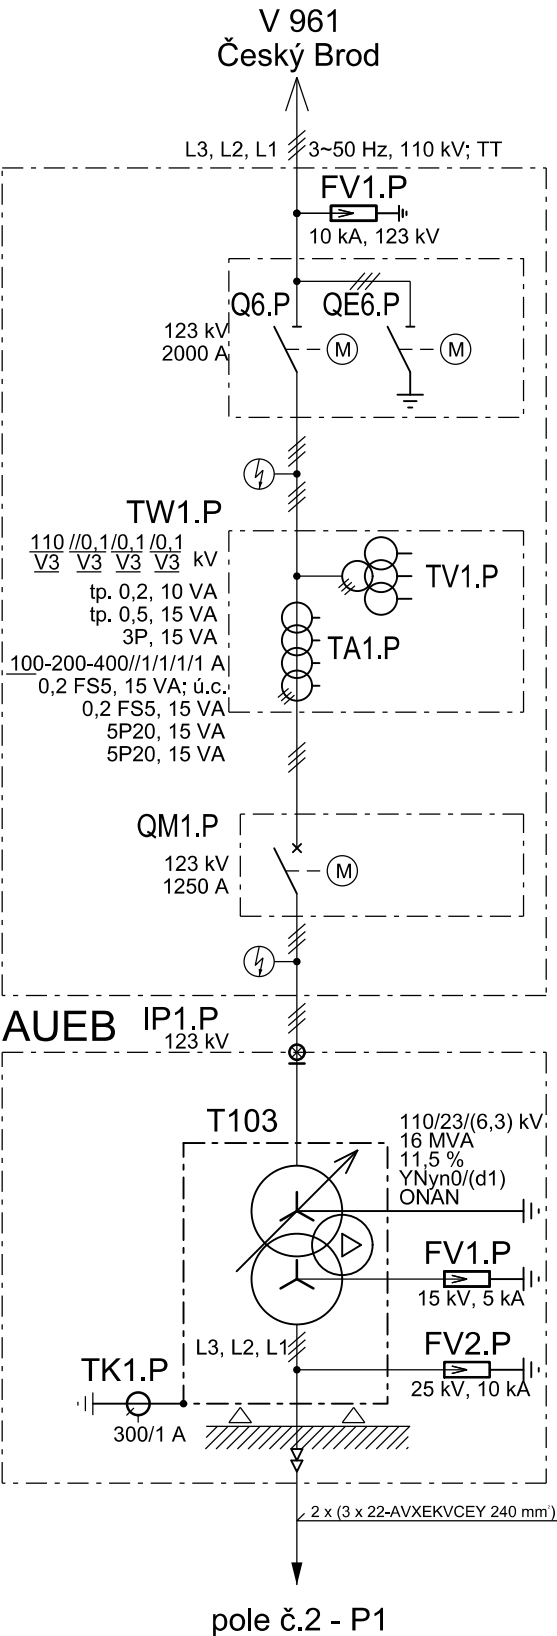 V 961
Český Brod
L3, L2, L1
3~50 Hz, 110 kV; TT
FV1.P
10 kA, 123 kV
Q6.P
QE6.P
123 kV
2000 A
M
M
TW1.P
110 //0,1/0,1/0,1 kV
V3 V3 V3 V3
tp. 0,2, 10 VA
tp. 0,5, 15 VA
3P, 15 VA
TV1.P
TA1.P
100-200-400//1/1/1/1 A
0,2 FS5, 15 VA; ú.c.
0,2 FS5, 15 VA
5P20, 15 VA
5P20, 15 VA
QM1.P
123 kV
1250 A
M
AUEB
IP1.P
123 kV
T103
110/23/(6,3) kV
16 MVA
11,5 %
YNyn0/(d1)
ONAN
FV1.P
15 kV, 5 kA
L3, L2, L1
FV2.P
25 kV, 10 kA
TK1.P
300/1 A
2 x (3 x 22-AVXEKVCEY 240 mm²)
pole č.2 - P1